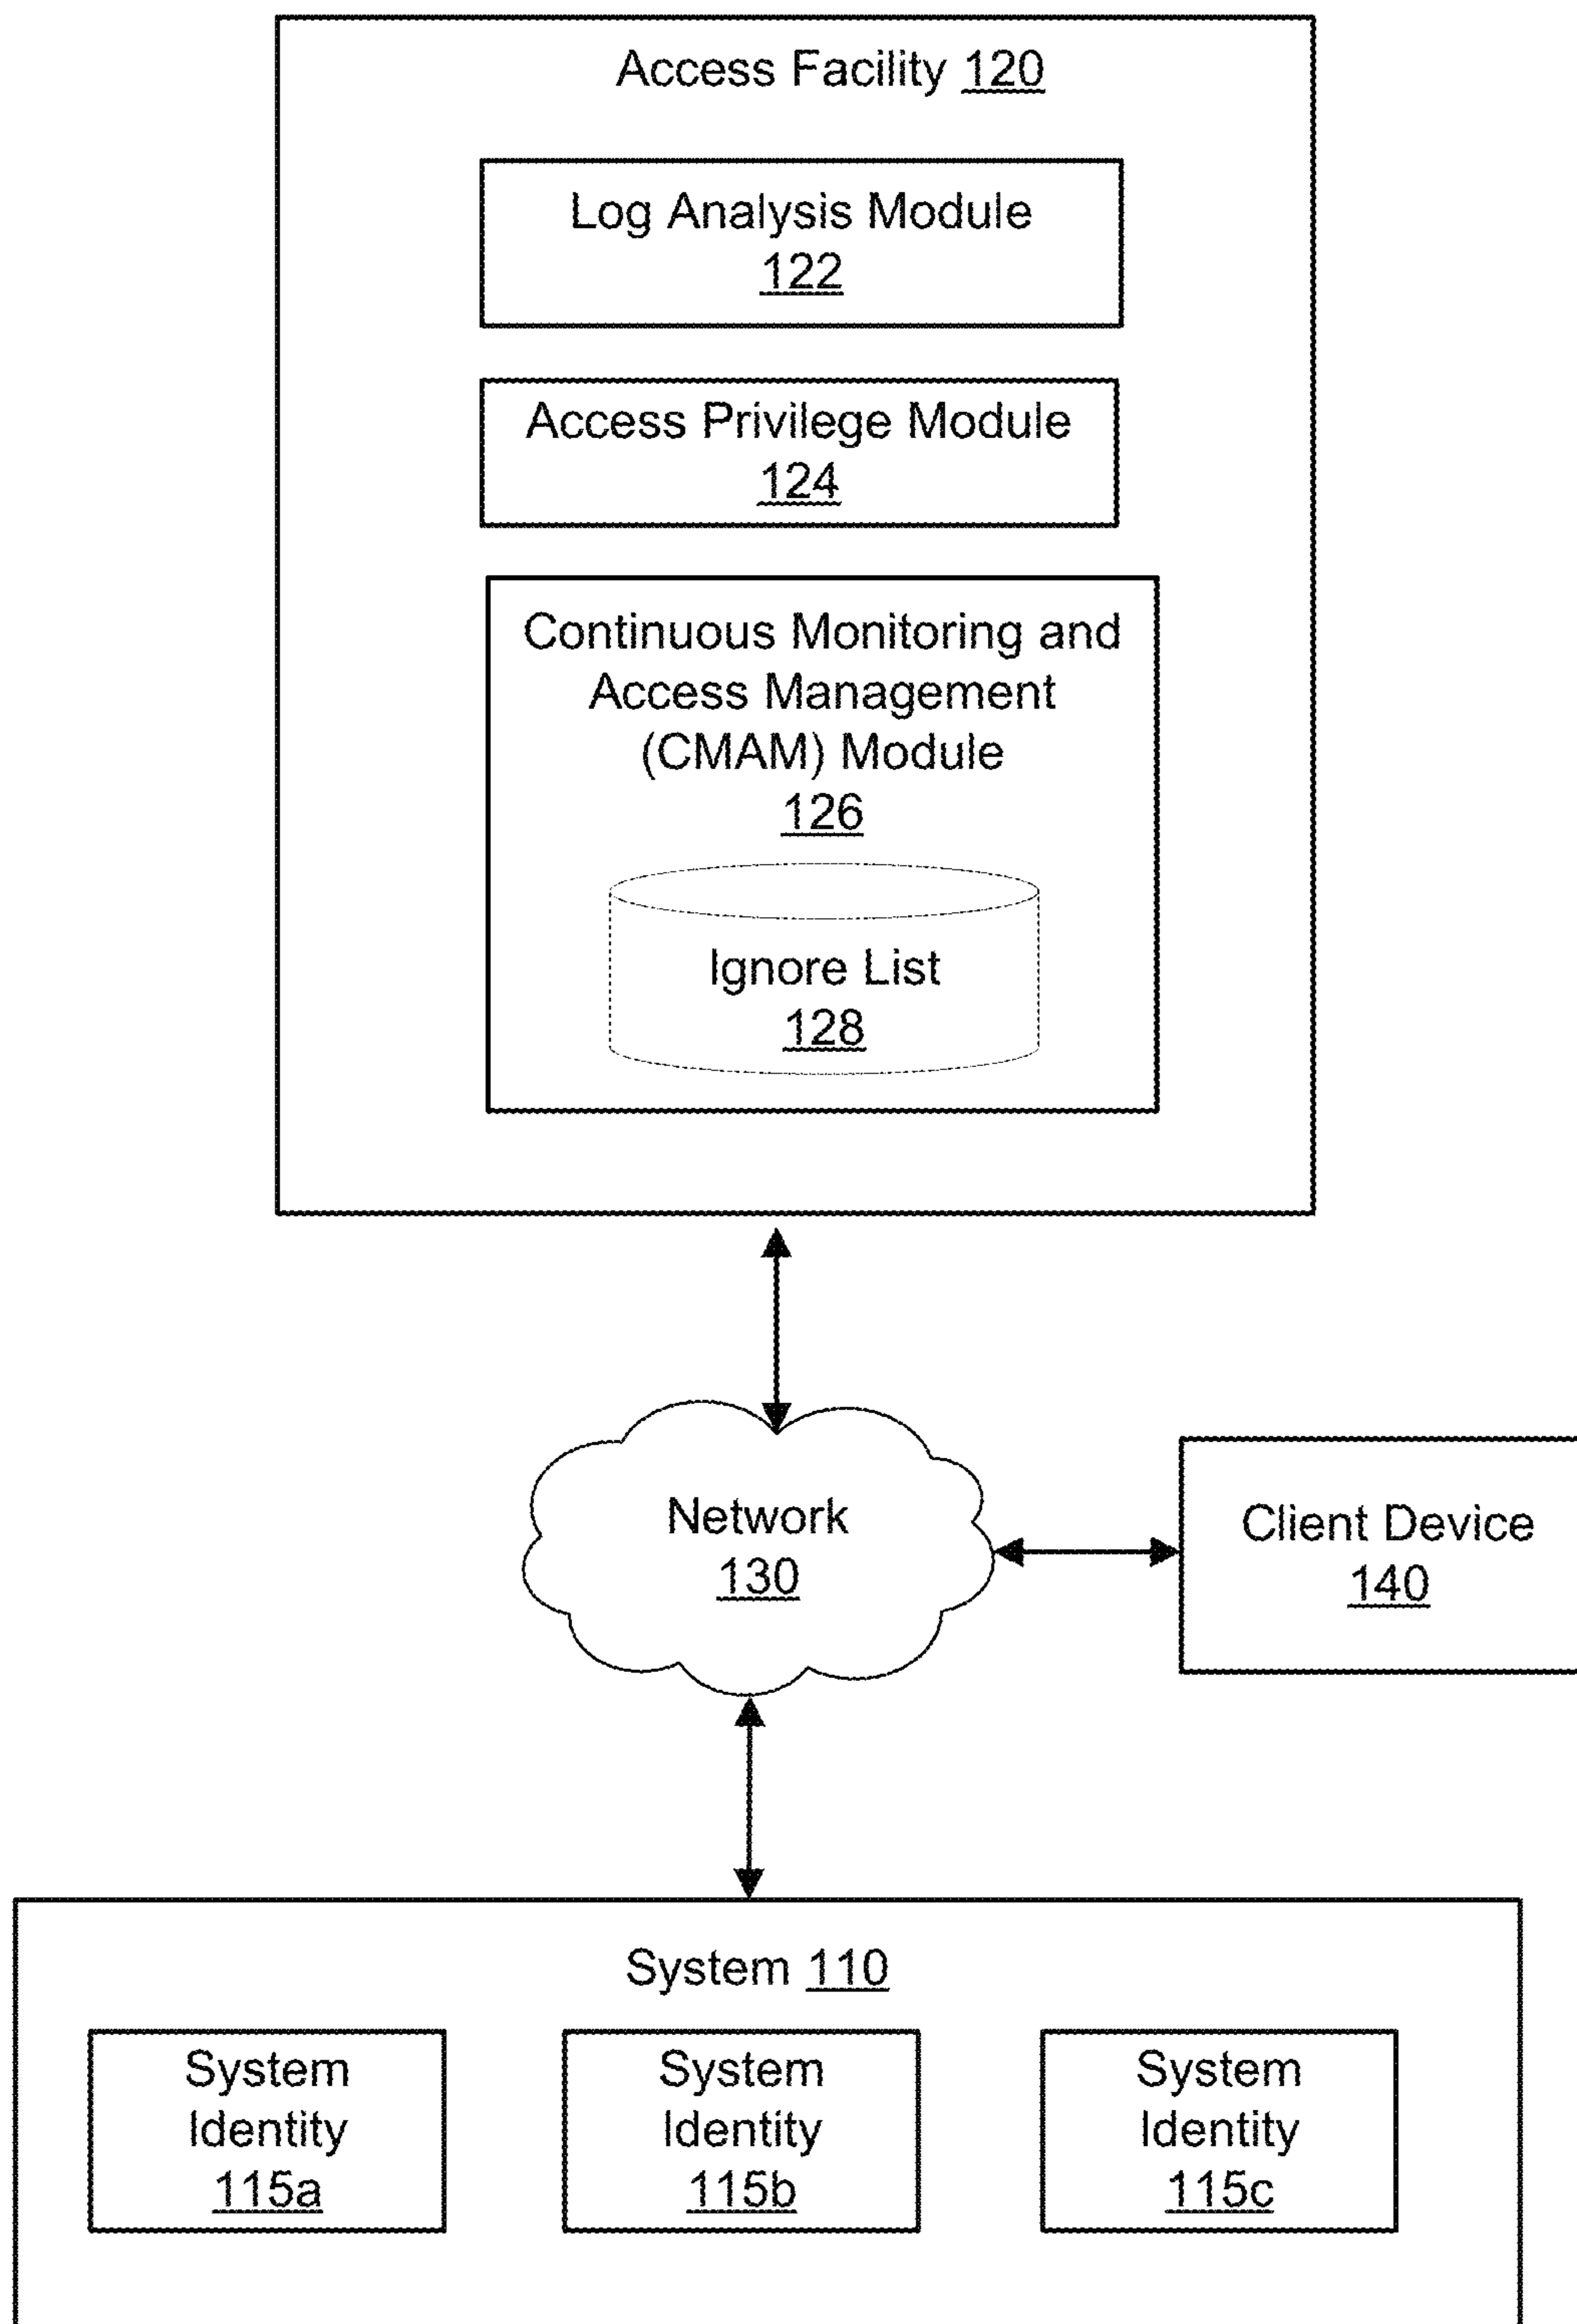 Access Facility 120
Log Analysis Module
122
Access Privilege Module
124
Continuous Monitoring and
Access Management
(CMAM) Module
126
Ignore List
128
Network
130
Client Device
140
System 110
System
Identity
115a
System
Identity
115b
System
Identity
115c